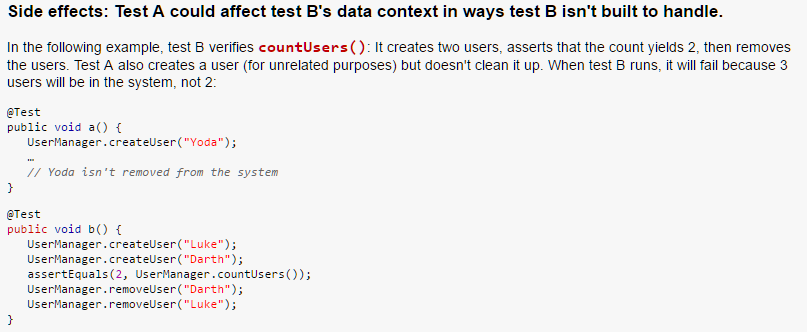 Side effects: Test A could affect test B's data context in ways test B isn't built to handle.
In the following example, test B verifies countUsers(): It creates two users, asserts that the count yields 2, then removes
the users. Test A also creates a user (for unrelated purposes) but doesn't clean it up. When test B runs, it will fail because 3
users will be in the system, not 2:
@Test
public void a() {
   UserManager.createUser("Yoda");
   …
   // Yoda isn't removed from the system
}
@Test
public void b() {
   UserManager.createUser("Luke");
   UserManager.createUser("Darth");
   assertEquals(2, UserManager.countUsers());
   UserManager.removeUser("Darth");
   UserManager.removeUser("Luke");
}